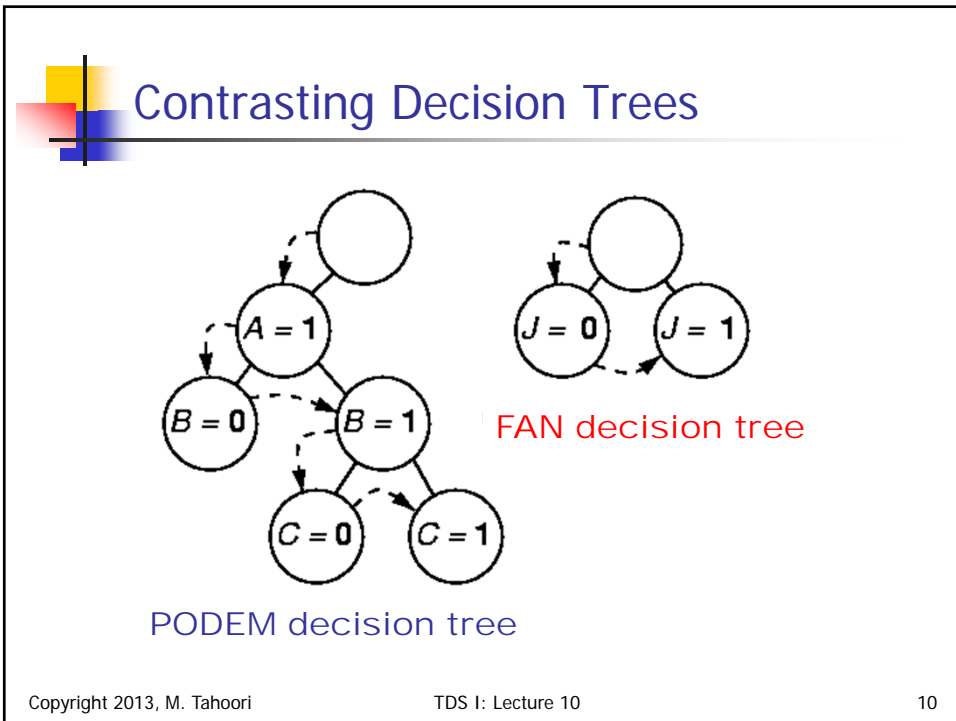 Contrasting Decision Trees
A = 1
B = 0
B = 1
C = 0
C = 1
PODEM decision tree
J = 0
J = 1
FAN decision tree
Copyright 2013, M. Tahoori
TDS I: Lecture 10
10